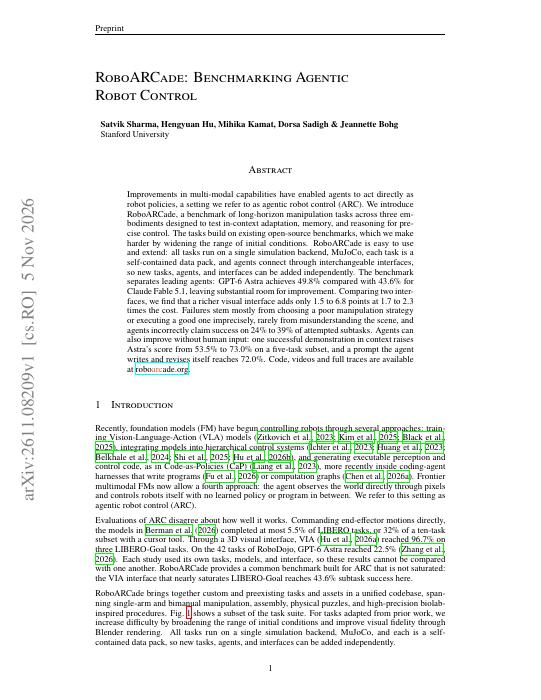 Preprint
ROBOARCADE: BENCHMARKING AGENTIC
ROBOT CONTROL
Satvik Sharma, Hengyuan Hu, Mihika Kamat, Dorsa Sadigh & Jeannette Bohg
Stanford University
ABSTRACT
Improvements in multi-modal capabilities have enabled agents to act directly as
robot policies, a setting we refer to as agentic robot control (ARC). We introduce
RoboARCade, a benchmark of long-horizon manipulation tasks across three em-
bodiments designed to test in-context adaptation, memory, and reasoning for pre-
cise control. The tasks build on existing open-source benchmarks, which we make
harder by widening the range of initial conditions. RoboARCade is easy to use
and extend: all tasks run on a single simulation backend, MuJoCo, each task is
a self-contained data pack, and agents connect through interchangeable interfaces,
so new tasks, agents, and interfaces can be added independently. The benchmark
separates leading agents: GPT-6 Astra achieves 49.8% compared with 43.6% for
Claude Fable 5.1, leaving substantial room for improvement. Comparing two inter-
faces, we find that a richer visual interface adds only 1.5 to 6.8 points at 1.7 to 2.3
times the cost. Failures stem mostly from choosing a poor manipulation strategy
or executing a good one imprecisely, rarely from misunderstanding the scene, and
agents incorrectly claim success on 24% to 39% of attempted subtasks. Agents can
also improve without human input: one successful demonstration in context raises
Astra's score from 53.5% to 73.0% on a five-task subset, and a prompt the agent
writes and revises itself reaches 72.0%. Code, videos and full traces are available
at roboarcade.org.
1 INTRODUCTION
Recently, foundation models (FM) have begun controlling robots through several approaches: train-
ing Vision-Language-Action (VLA) models (Zitkovich et al., 2023; Kim et al., 2025; Black et al.,
2025), integrating models into hierarchical control systems (Ichter et al., 2023; Huang et al., 2023;
Belkhale et al., 2024; Shi et al., 2025; Hu et al., 2026b), and generating executable perception and
control code, as in Code-as-Policies (CaP) (Liang et al., 2023), more recently inside coding-agent
harnesses that write programs (Fu et al., 2026) or computation graphs (Chen et al., 2026a). Frontier
multimodal FMs now allow a fourth approach: the agent observes the world directly through pixels
and controls robots itself with no learned policy or program in between. We refer to this setting as
agentic robot control (ARC).
Evaluations of ARC disagree about how well it works. Commanding end-effector motions directly,
the models in Berman et al. (2026) completed at most 5.5% of LIBERO tasks, or 32% of a ten-task
subset with a cursor tool. Through a 3D visual interface, VIA (Hu et al., 2026a) reached 96.7% on
three LIBERO-Goal tasks. On the 42 tasks of RoboDojo, GPT-6 Astra reached 22.5% (Zhang et al.,
2026). Each study used its own tasks, models, and interface, so these results cannot be compared
with one another. RoboARCade provides a common benchmark for ARC that is not saturated:
the VIA interface that nearly saturates LIBERO-Goal reaches 43.6% subtask success here.
RoboARCade brings together custom and preexisting tasks and assets in a unified codebase, span-
ning single-arm and bimanual manipulation, assembly, physical puzzles, and high-precision biolab-
inspired procedures. Fig. 1 shows a subset of the task suite. For tasks adapted from prior work, we
increase difficulty by broadening the range of initial conditions and improve visual fidelity through
Blender rendering. All tasks run on a single simulation backend, MuJoCo, and each is a self-
contained data pack, so new tasks, agents, and interfaces can be added independently.
1
arXiv:2611.08209v1 [cs.RO] 5 Nov 2026